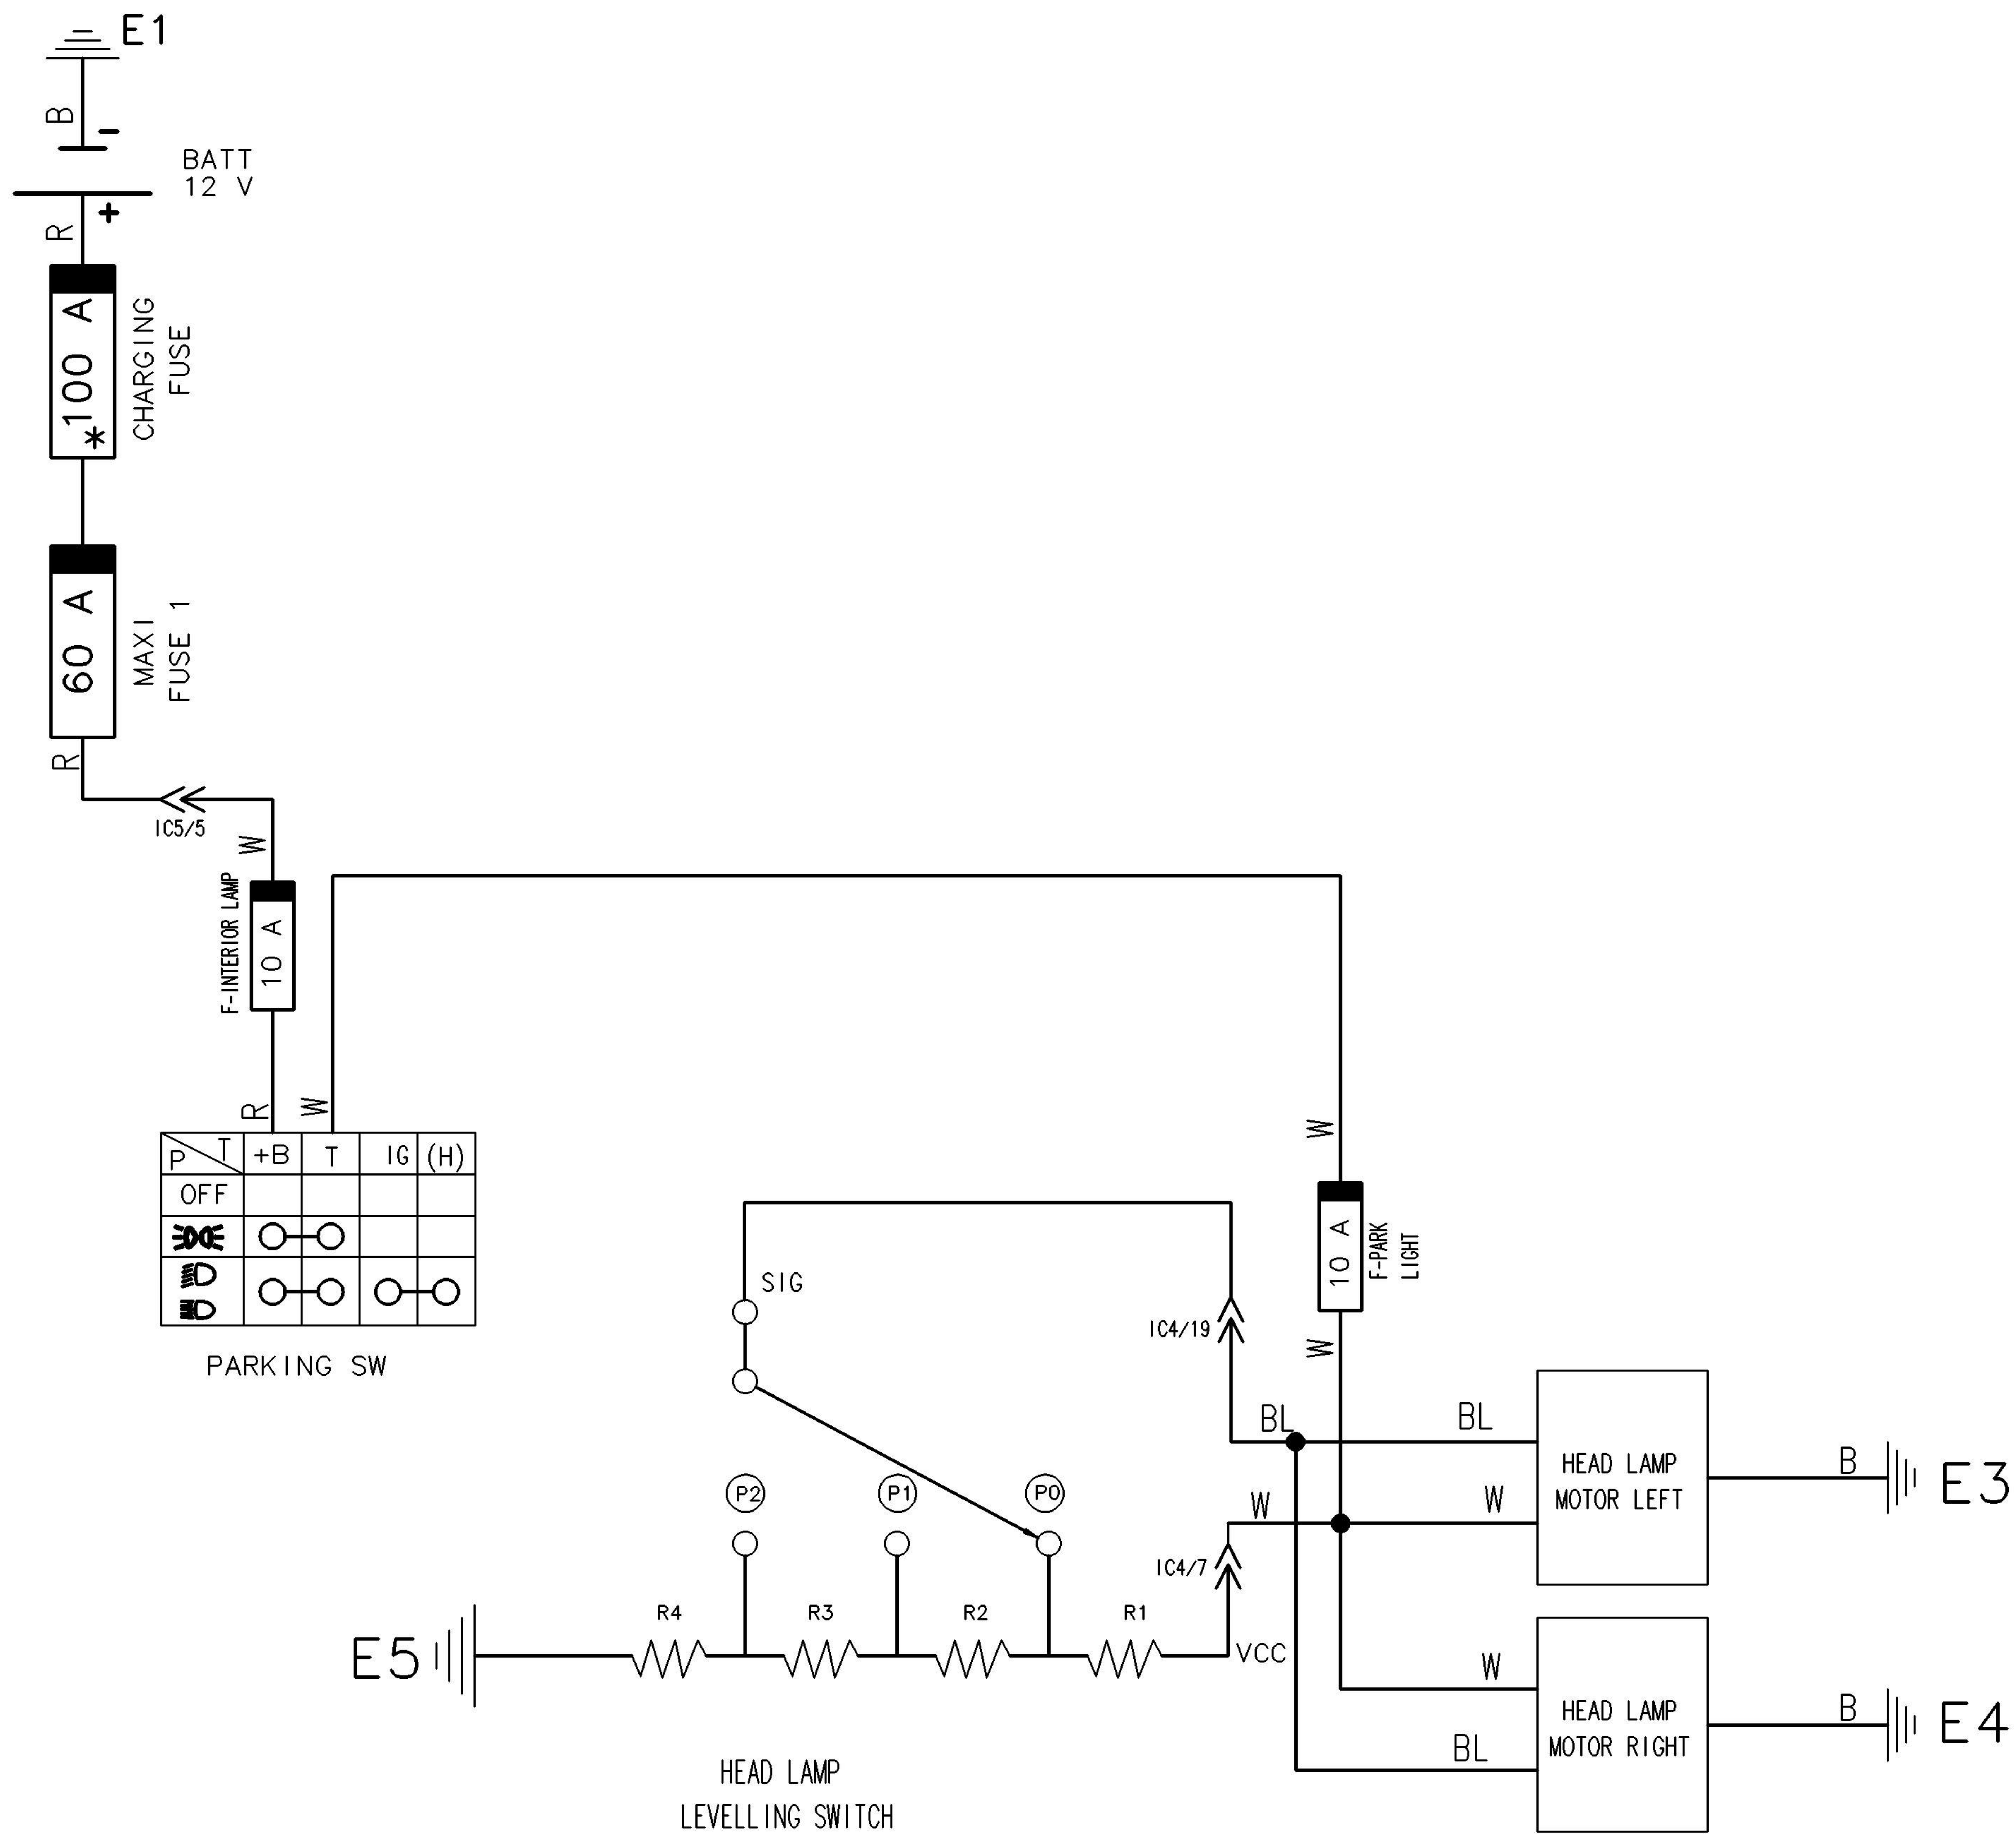 E1
B
-
BATT
12 V
+
R
*100 A
CHARGING
FUSE
60 A
MAXI
FUSE 1
R
IC5/5
W
F-INTERIOR LAMP
10 A
R
W
P
T
+B
T
IG
(H)
OFF
PARKING SW
W
10 A
F-PARK
LIGHT
W
SIG
IC4/19
BL
BL
HEAD LAMP
MOTOR LEFT
B
E3
P2
P1
P0
W
W
IC4/7
R4
R3
R2
R1
VCC
E5
W
HEAD LAMP
MOTOR RIGHT
B
E4
BL
HEAD LAMP
LEVELLING SWITCH